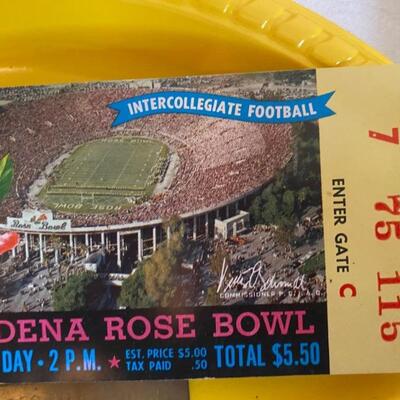 INTERCOLLEGIATE FOOTBALL
ROSE BOWL
Rose Bowl
COMMISSIONER P. C. I. A. C.
DENA ROSE BOWL
DAY • 2 P.M. ★ EST. PRICE $5.00
TAX PAID .50
TOTAL $5.50
ENTER GATE C
7
75
115